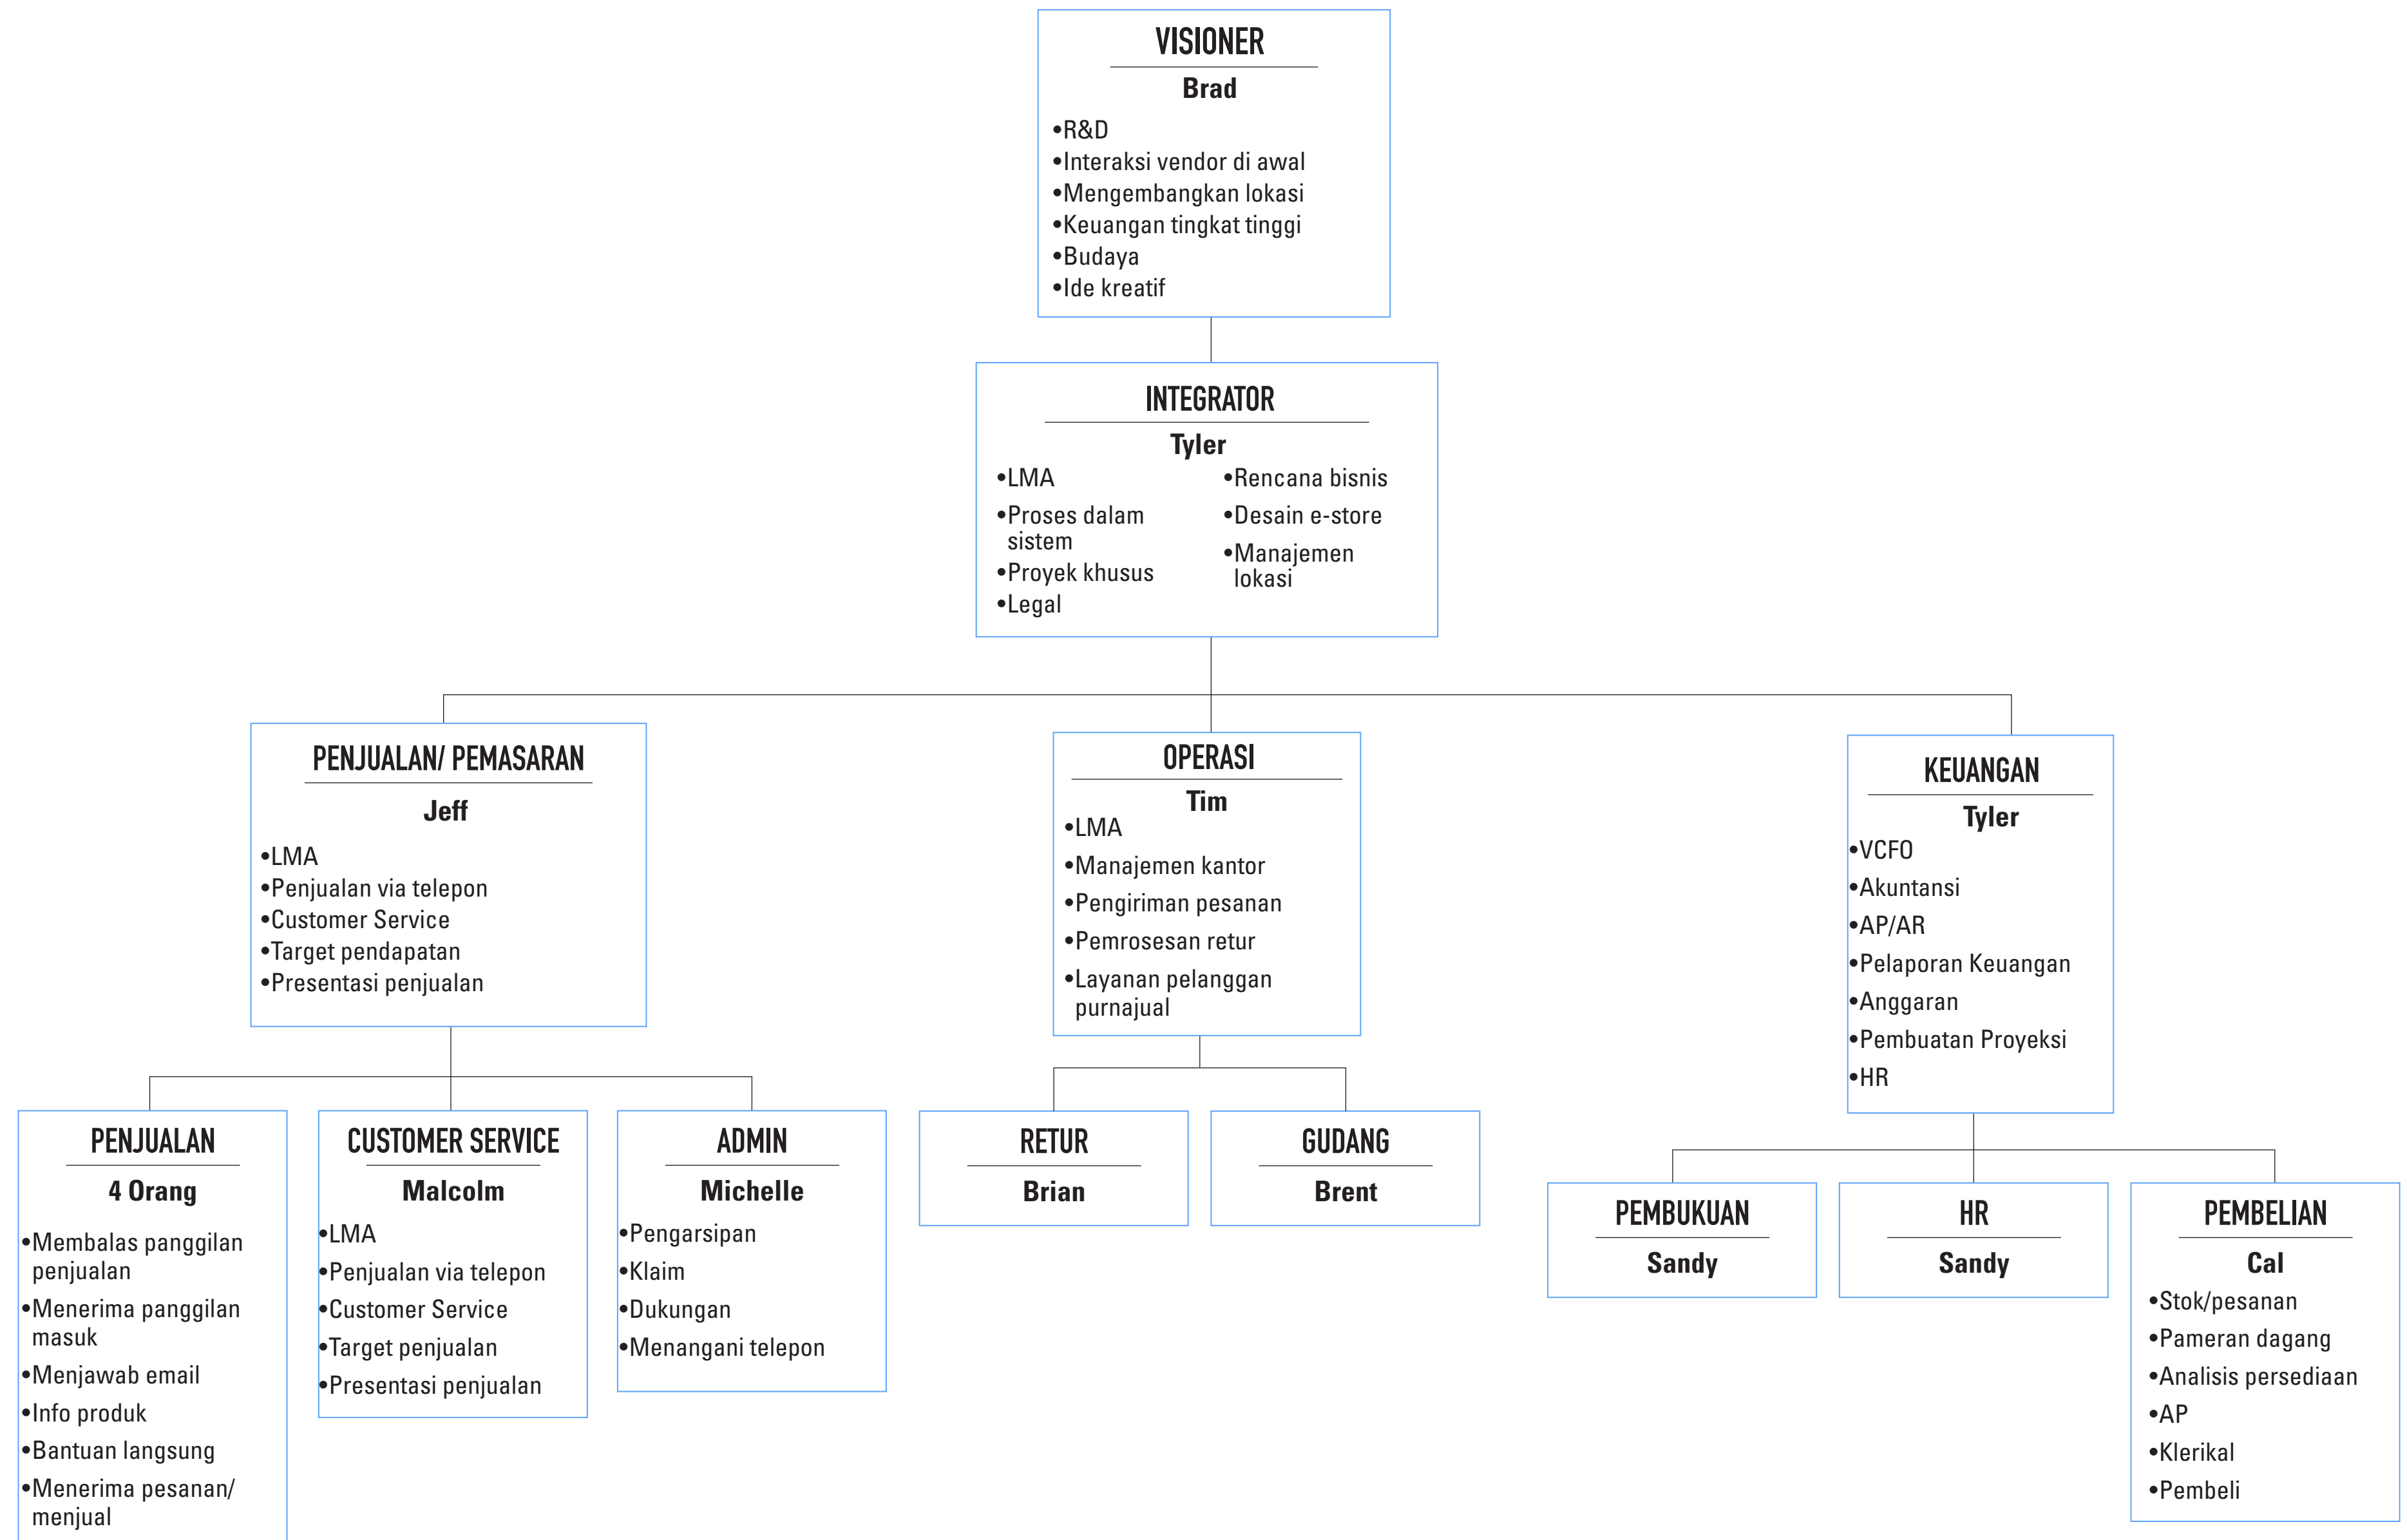 VISIONER
Brad
•R&D
•Interaksi vendor di awal
•Mengembangkan lokasi
•Keuangan tingkat tinggi
•Budaya
•Ide kreatif
INTEGRATOR
Tyler
•LMA
•Proses dalam
sistem
•Proyek khusus
•Legal
•Rencana bisnis
•Desain e-store
•Manajemen
lokasi
PENJUALAN/ PEMASARAN
Jeff
•LMA
•Penjualan via telepon
•Customer Service
•Target pendapatan
•Presentasi penjualan
OPERASI
Tim
•LMA
•Manajemen kantor
•Pengiriman pesanan
•Pemrosesan retur
•Layanan pelanggan
purnajual
KEUANGAN
Tyler
•VCFO
•Akuntansi
•AP/AR
•Pelaporan Keuangan
•Anggaran
•Pembuatan Proyeksi
•HR
PENJUALAN
4 Orang
•Membalas panggilan
penjualan
•Menerima panggilan
masuk
•Menjawab email
•Info produk
•Bantuan langsung
•Menerima pesanan/
menjual
CUSTOMER SERVICE
Malcolm
•LMA
•Penjualan via telepon
•Customer Service
•Target penjualan
•Presentasi penjualan
ADMIN
Michelle
•Pengarsipan
•Klaim
•Dukungan
•Menangani telepon
RETUR
Brian
GUDANG
Brent
PEMBUKUAN
Sandy
HR
Sandy
PEMBELIAN
Cal
•Stok/pesanan
•Pameran dagang
•Analisis persediaan
•AP
•Klerikal
•Pembeli